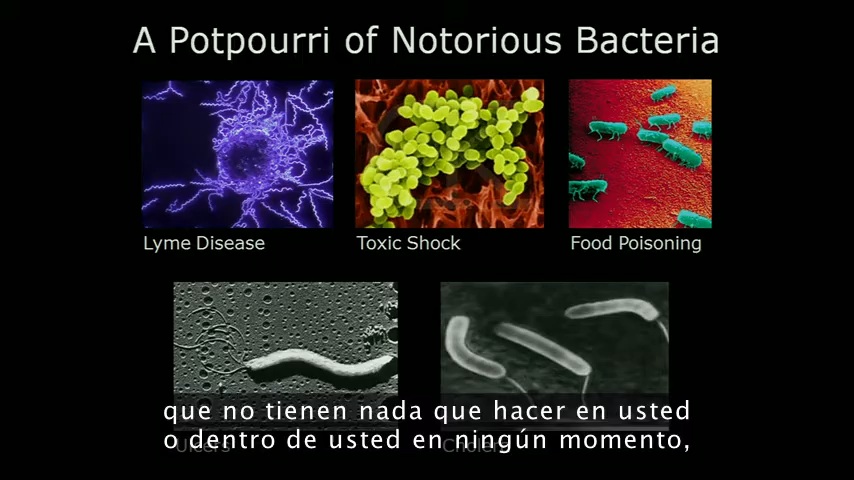 A Potpourri of Notorious Bacteria
Lyme Disease
Toxic Shock
Food Poisoning
que no tienen nada que hacer en usted
o dentro de usted en ningún momento,
Ulcers